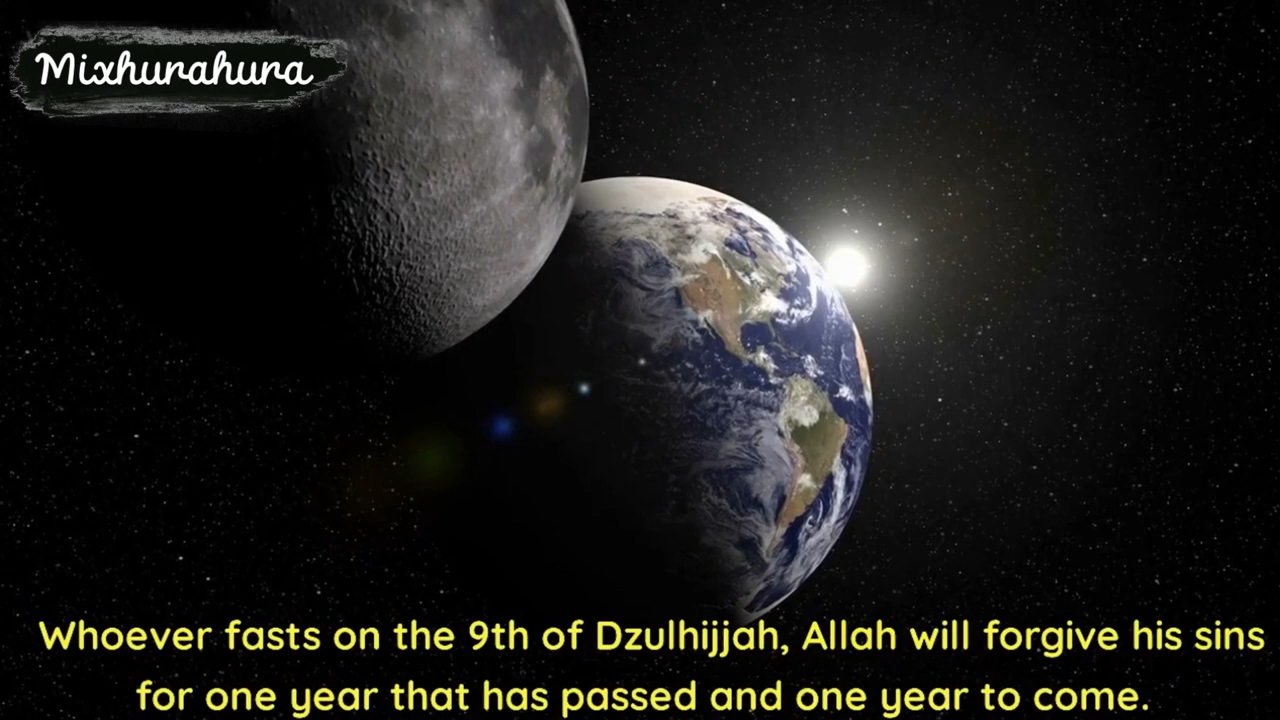 Mixhurahura
Whoever fasts on the 9th of Dzulhijjah, Allah will forgive his sins
for one year that has passed and one year to come.